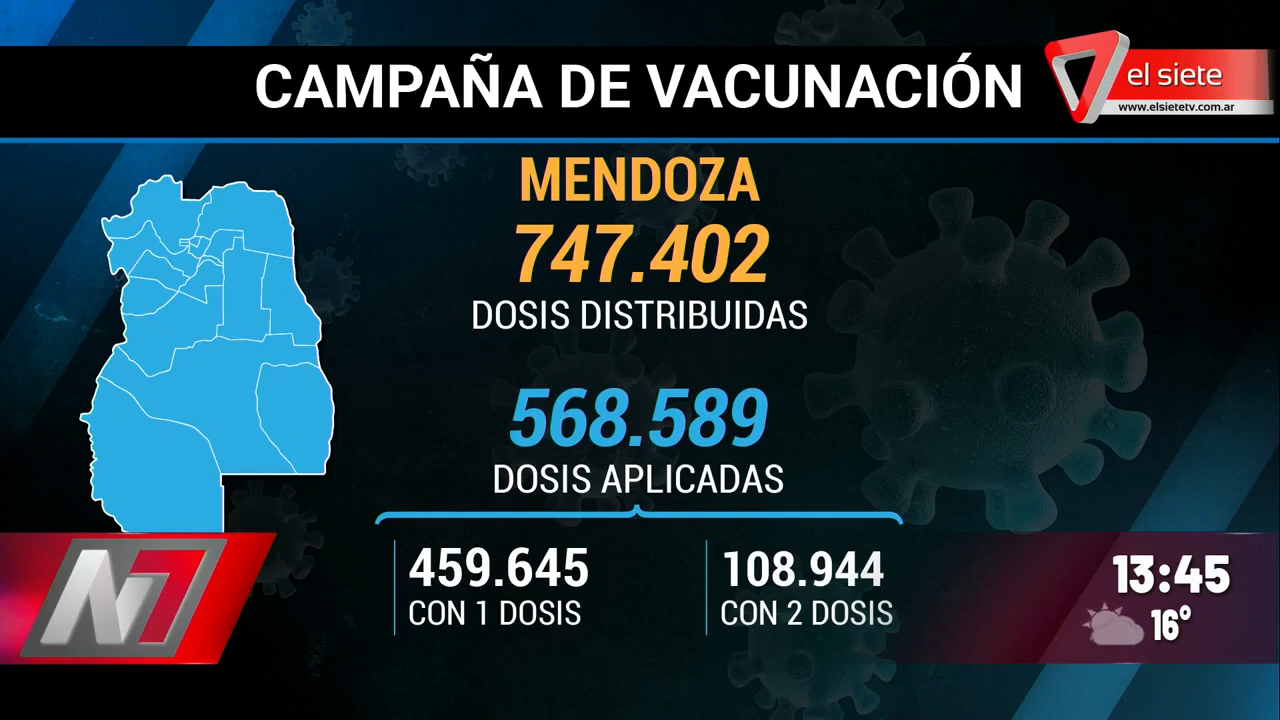 CAMPAÑA DE VACUNACIÓN
el siete
www.elsietetv.com.ar
MENDOZA
747.402
DOSIS DISTRIBUIDAS
568.589
DOSIS APLICADAS
459.645
CON 1 DOSIS
108.944
CON 2 DOSIS
N7
13:45
16°